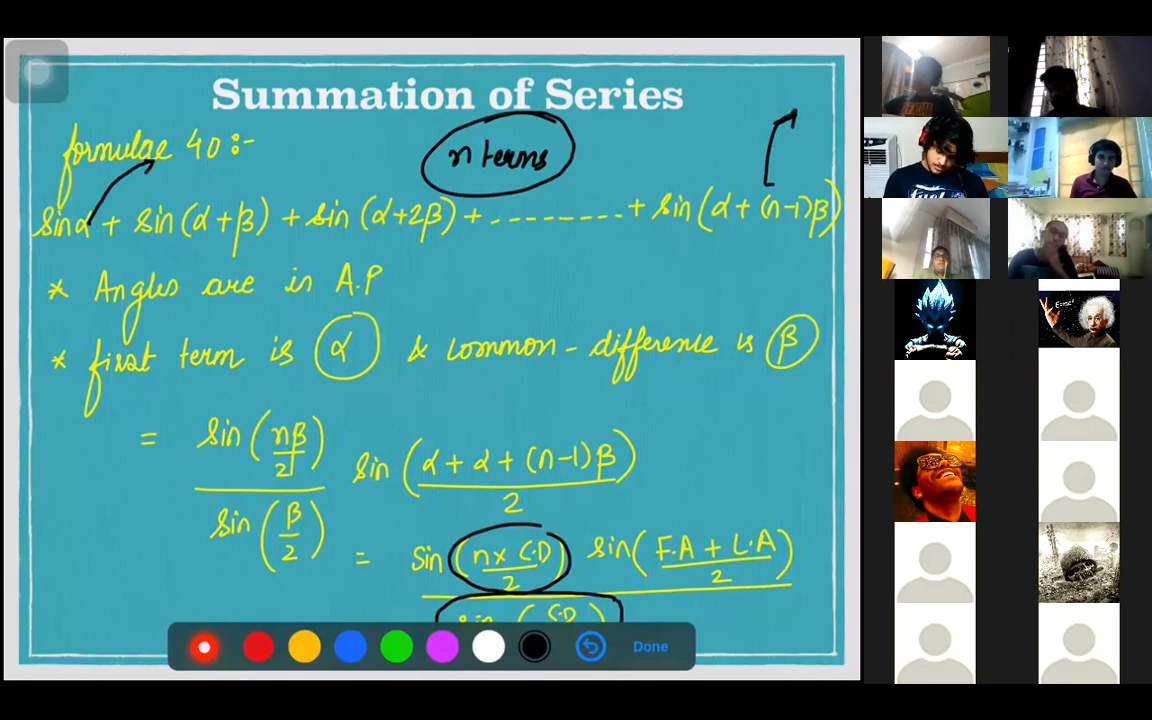 Summation of Series
formulae 40 :-
n terms
sinα + sin(α+β) + sin(α+2β) + -------- + sin(α+(n-1)β)
* Angles are in A.P
* first term is α & common-difference is β
= sin(nβ/2) / sin(β/2) sin((α+α+(n-1)β)/2)
= sin((n×C.D)/2) sin((F.A + L.A)/2)
sin (C.D
Done